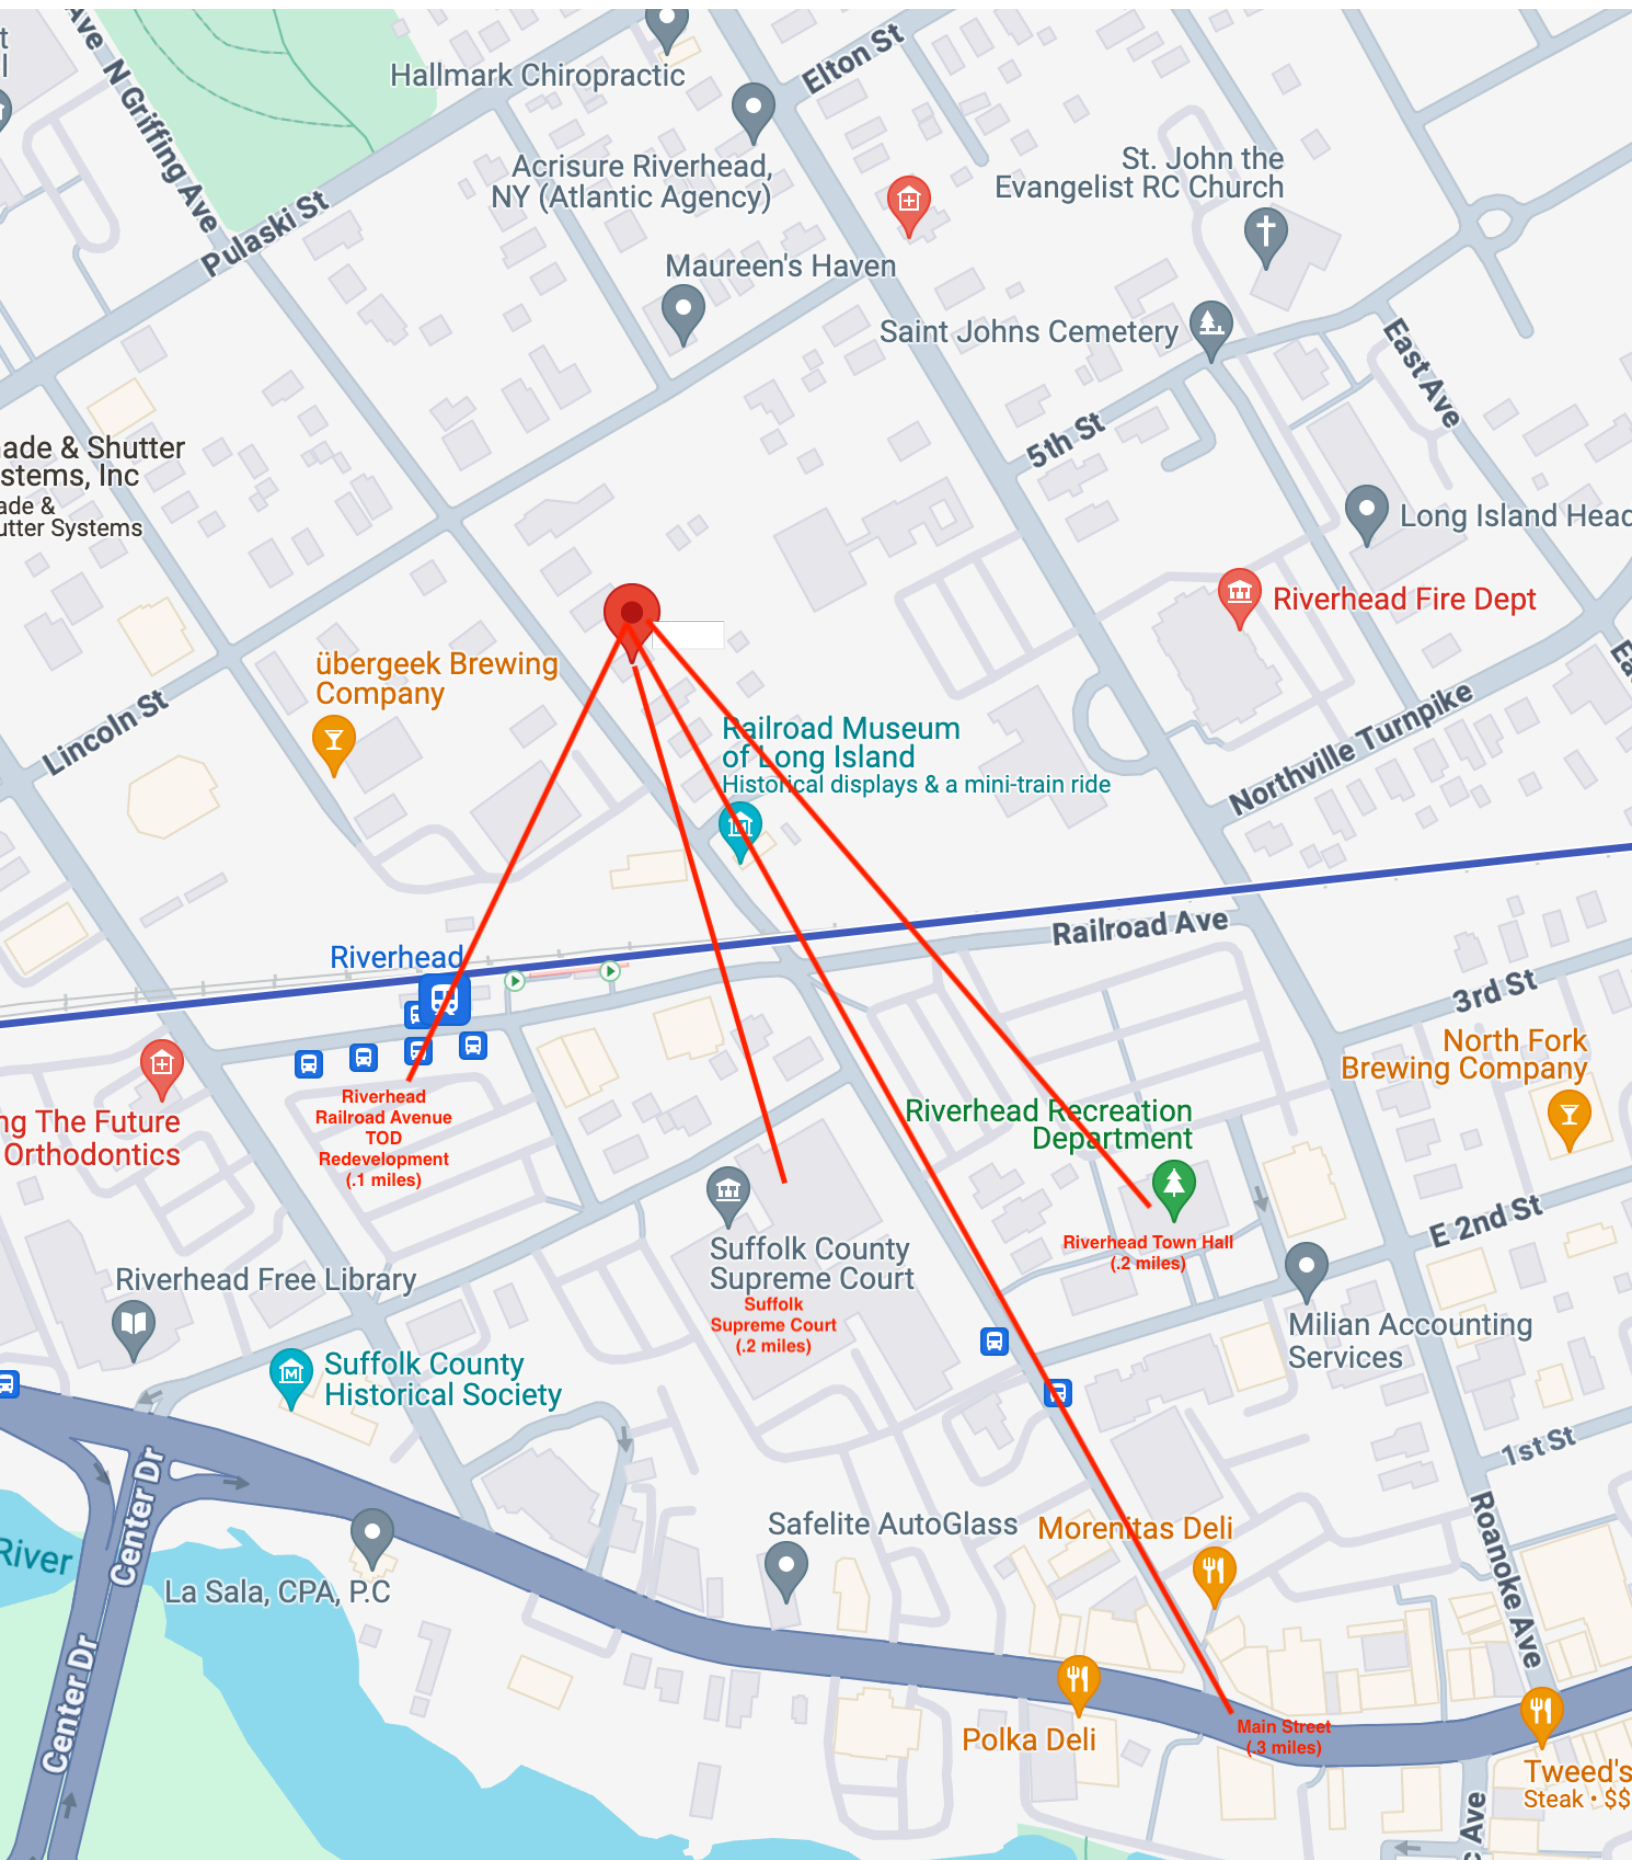 Ave
N Griffing Ave
Hallmark Chiropractic
Elton St
Acrisure Riverhead,
NY (Atlantic Agency)
St. John the
Evangelist RC Church
Pulaski St
Maureen's Haven
Saint Johns Cemetery
East Ave
5th St
ade & Shutter
stems, Inc
ade &
utter Systems
Long Island Head
Riverhead Fire Dept
übergeek Brewing
Company
Lincoln St
Railroad Museum
of Long Island
Historical displays & a mini-train ride
Northville Turnpike
Railroad Ave
Riverhead
3rd St
North Fork
Brewing Company
Riverhead
Railroad Avenue
TOD
Redevelopment
(.1 miles)
ng The Future
Orthodontics
Riverhead Recreation
Department
Riverhead Town Hall
(.2 miles)
E 2nd St
Suffolk County
Supreme Court
Suffolk
Supreme Court
(.2 miles)
Riverhead Free Library
Milian Accounting
Services
Suffolk County
Historical Society
1st St
Center Dr
Safelite AutoGlass
Morenitas Deli
Roanoke Ave
River
La Sala, CPA, P.C
Center Dr
Polka Deli
Main Street
(.3 miles)
Tweed's
Steak • $$
Ave